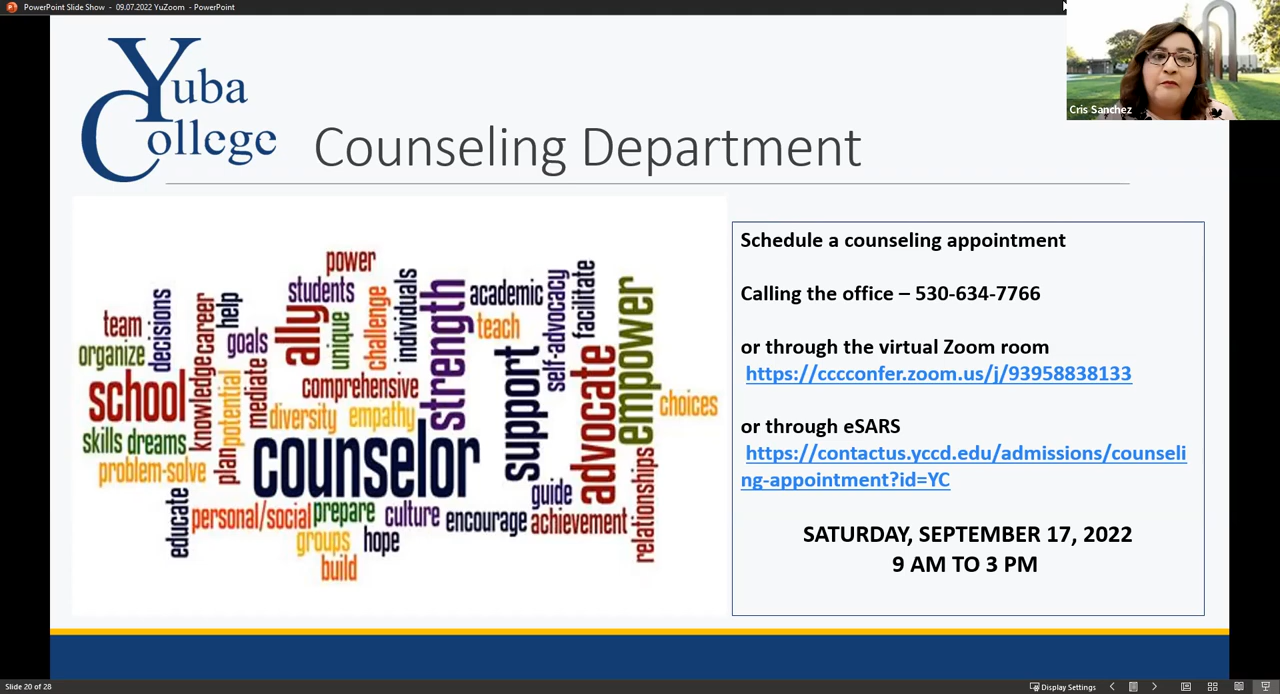 PowerPoint Slide Show - 09.07.2022 YuZoom - PowerPoint
Cris Sanchez
Yuba
College
Counseling Department
power
students
ally
unique
challenge
individuals
strength
academic
teach
self-advocacy
facilitate
empower
team
decisions
career
help
goals
organize
school
knowledge
potential
mediate
comprehensive
diversity
empathy
support
advocate
choices
skills
dreams
problem-solve
plan
counselor
guide
relationships
educate
personal/social
prepare
culture
encourage
achievement
groups
hope
build
Schedule a counseling appointment
Calling the office – 530-634-7766
or through the virtual Zoom room
https://cccconfer.zoom.us/j/93958838133
or through eSARS
https://contactus.yccd.edu/admissions/counseli
ng-appointment?id=YC
SATURDAY, SEPTEMBER 17, 2022
9 AM TO 3 PM
Slide 20 of 28
Display Settings